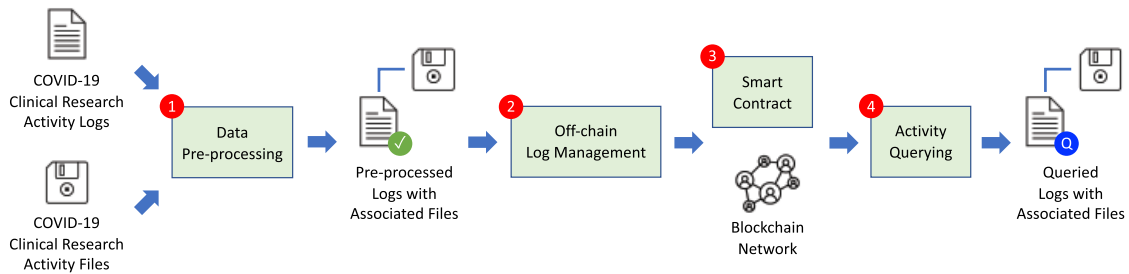 COVID-19
Clinical Research
Activity Logs
COVID-19
Clinical Research
Activity Files
1
Data
Pre-processing
✓
Pre-processed
Logs with
Associated Files
2
Off-chain
Log Management
3
Smart
Contract
Blockchain
Network
4
Activity
Querying
Q
Queried
Logs with
Associated Files